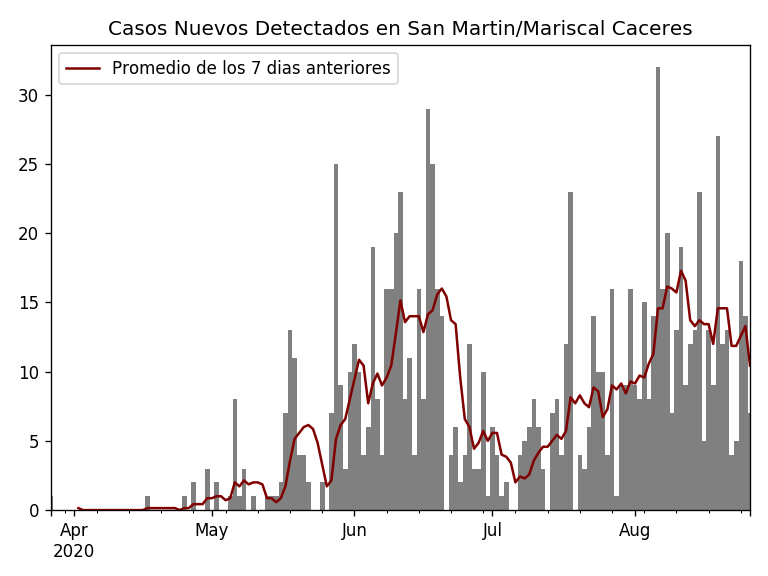 Casos Nuevos Detectados en San Martin/Mariscal Caceres
Promedio de los 7 dias anteriores
30
25
20
15
10
5
0
Apr May Jun Jul Aug
2020